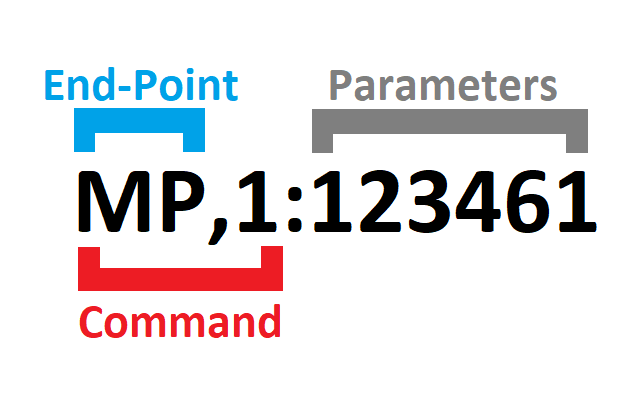 End-Point Parameters
MP,1:123461
Command